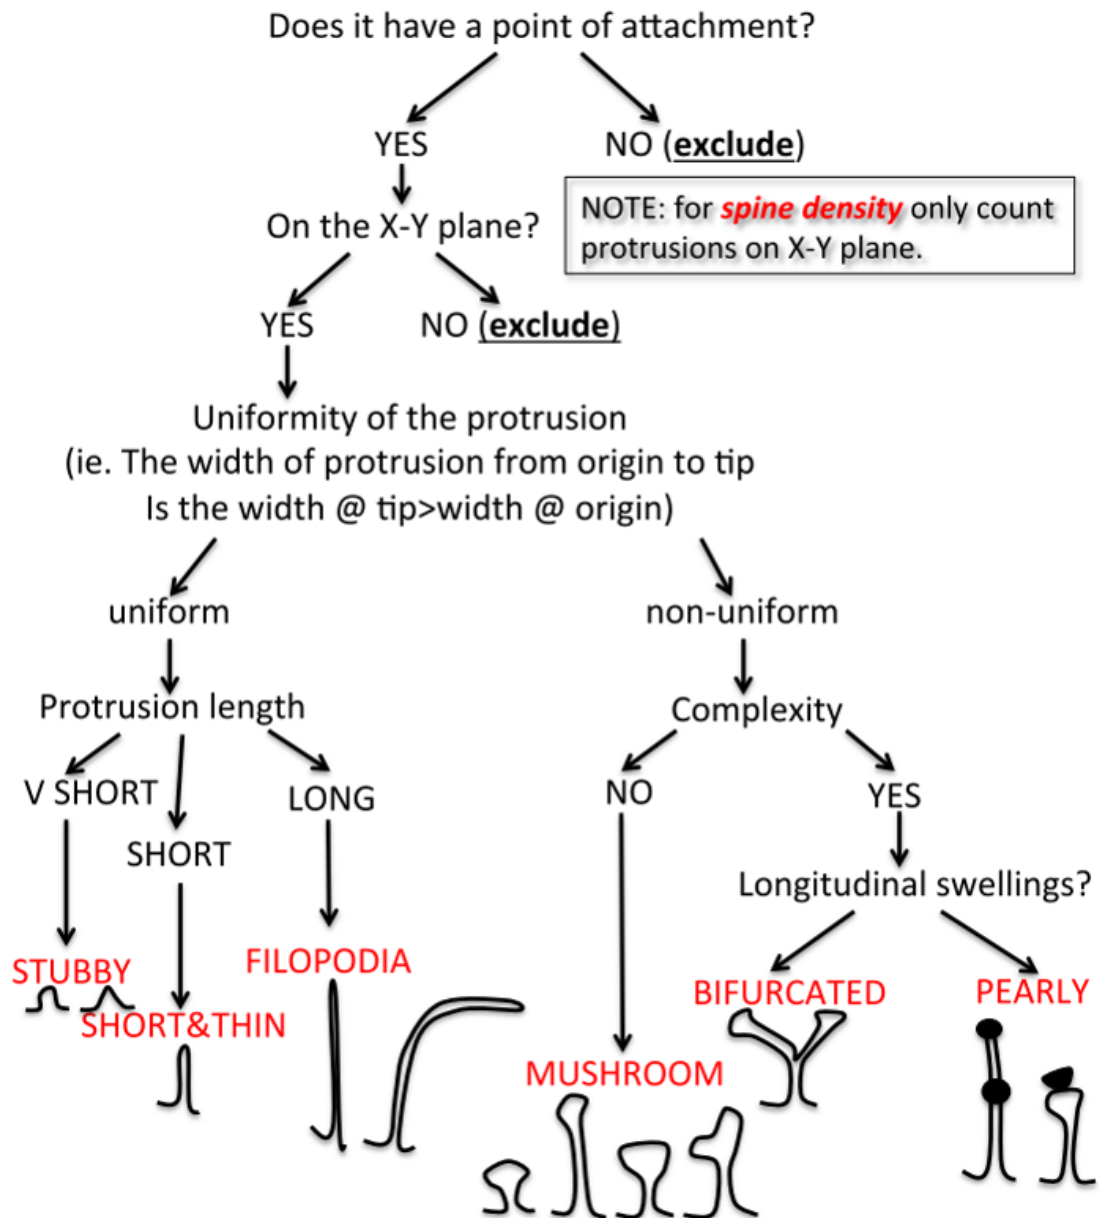 Does it have a point of attachment?
YES
NO (exclude)
NOTE: for spine density only count
protrusions on X-Y plane.
On the X-Y plane?
YES
NO (exclude)
Uniformity of the protrusion
(ie. The width of protrusion from origin to tip
Is the width @ tip>width @ origin)
uniform
non-uniform
Protrusion length
Complexity
V SHORT
SHORT
LONG
NO
YES
Longitudinal swellings?
STUBBY
SHORT&THIN
FILOPODIA
MUSHROOM
BIFURCATED
PEARLY